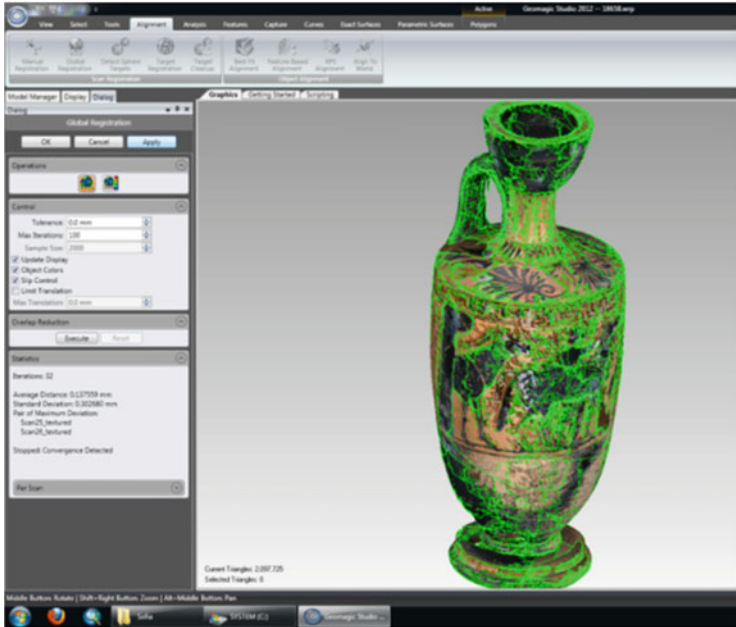 Active
Geomagic Studio 2012 -- 18658.wrp
View Select Tools Alignment Analysis Features Capture Curves Exact Surfaces Parametric Surfaces Polygons
Manual Registration
Global Registration
Detect Sphere Targets
Target Registration
Target Cleanup
Best Fit Alignment
Feature Based Alignment
RPS Alignment
Align To World
Scan Registration
Object Alignment
Model Manager Display Dialog
Graphics Getting Started Scripting
Dialog
Global Registration
OK Cancel Apply
Operations
Control
Tolerance: 0.0 mm
Max Iterations: 100
Sample Size: 2000
Update Display
Object Colors
Slip Control
Limit Translation
Max Translation: 0.0 mm
Overlap Reduction
Execute Reset
Statistics
Iterations: 32
Average Distance: 0.137559 mm
Standard Deviation: 0.302680 mm
Pair of Maximum Deviation:
Scan25_textured
Scan26_textured
Stopped: Convergence Detected
Per Scan
Current Triangles: 2,097,725
Selected Triangles: 0
Middle Button: Rotate | Shift+Right Button: Zoom | Alt+Middle Button: Pan
Sofia
SYSTEM (C:)
Geomagic Studio ...